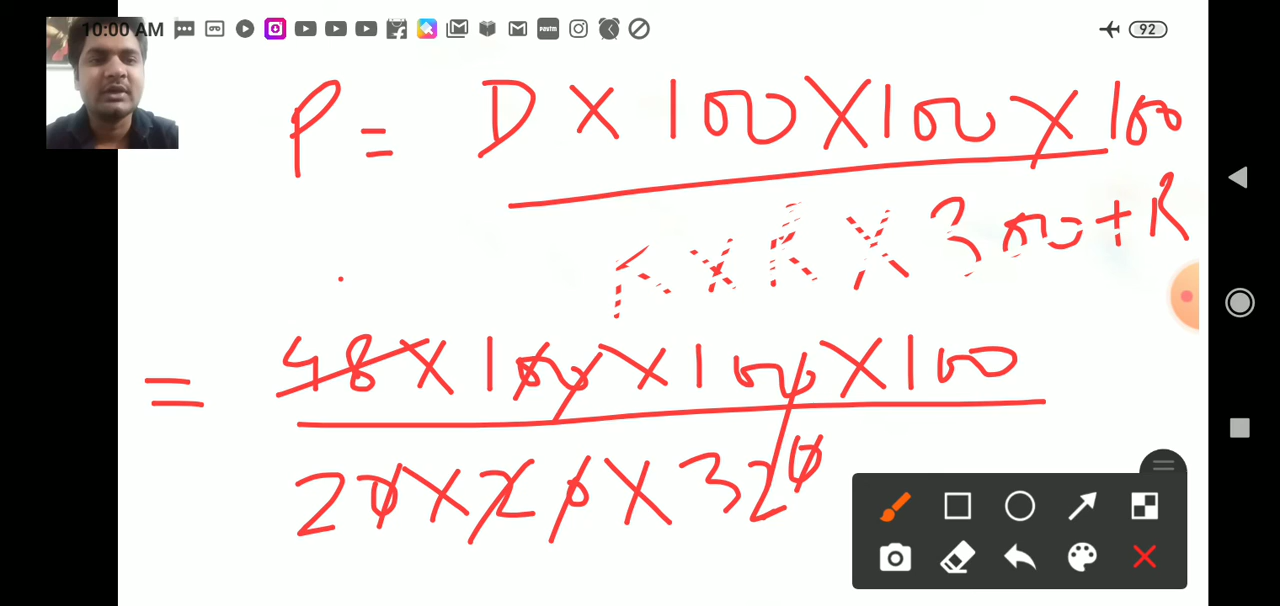 10:00 AM 92
P = D X 100 X 100 X 100
R X R X 300 + R
= 48 X 100 X 100 X 100
20 X 20 X 320